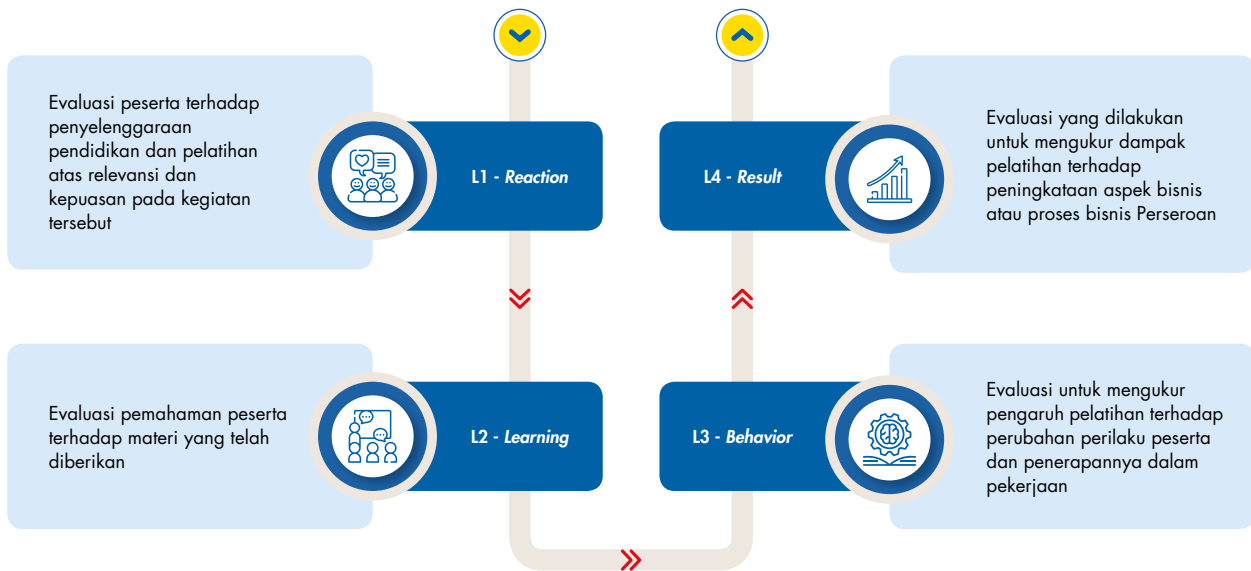 Evaluasi peserta terhadap
penyelenggaraan
pendidikan dan pelatihan
atas relevansi dan
kepuasan pada kegiatan
tersebut
L1 - Reaction
Evaluasi pemahaman peserta
terhadap materi yang telah
diberikan
L2 - Learning
L3 - Behavior
Evaluasi untuk mengukur
pengaruh pelatihan terhadap
perubahan perilaku peserta
dan penerapannya dalam
pekerjaan
L4 - Result
Evaluasi yang dilakukan
untuk mengukur dampak
pelatihan terhadap
peningkataan aspek bisnis
atau proses bisnis Perseroan